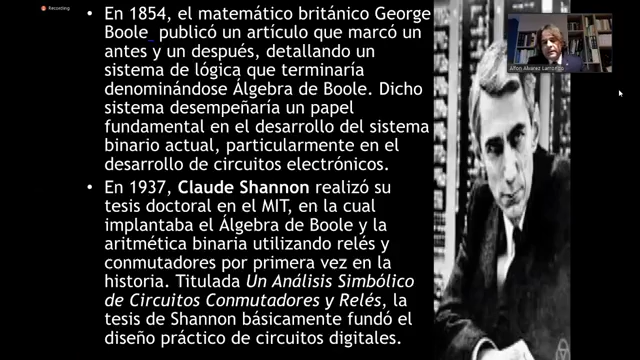 Recording
• En 1854, el matemático británico George
Boole publicó un artículo que marcó un
antes y un después, detallando un
sistema de lógica que terminaría
denominándose Álgebra de Boole. Dicho
sistema desempeñaría un papel
fundamental en el desarrollo del sistema
binario actual, particularmente en el
desarrollo de circuitos electrónicos.
• En 1937, Claude Shannon realizó su
tesis doctoral en el MIT, en la cual
implantaba el Álgebra de Boole y la
aritmética binaria utilizando relés y
conmutadores por primera vez en la
historia. Titulada Un Análisis Simbólico
de Circuitos Conmutadores y Relés, la
tesis de Shannon básicamente fundó el
diseño práctico de circuitos digitales.